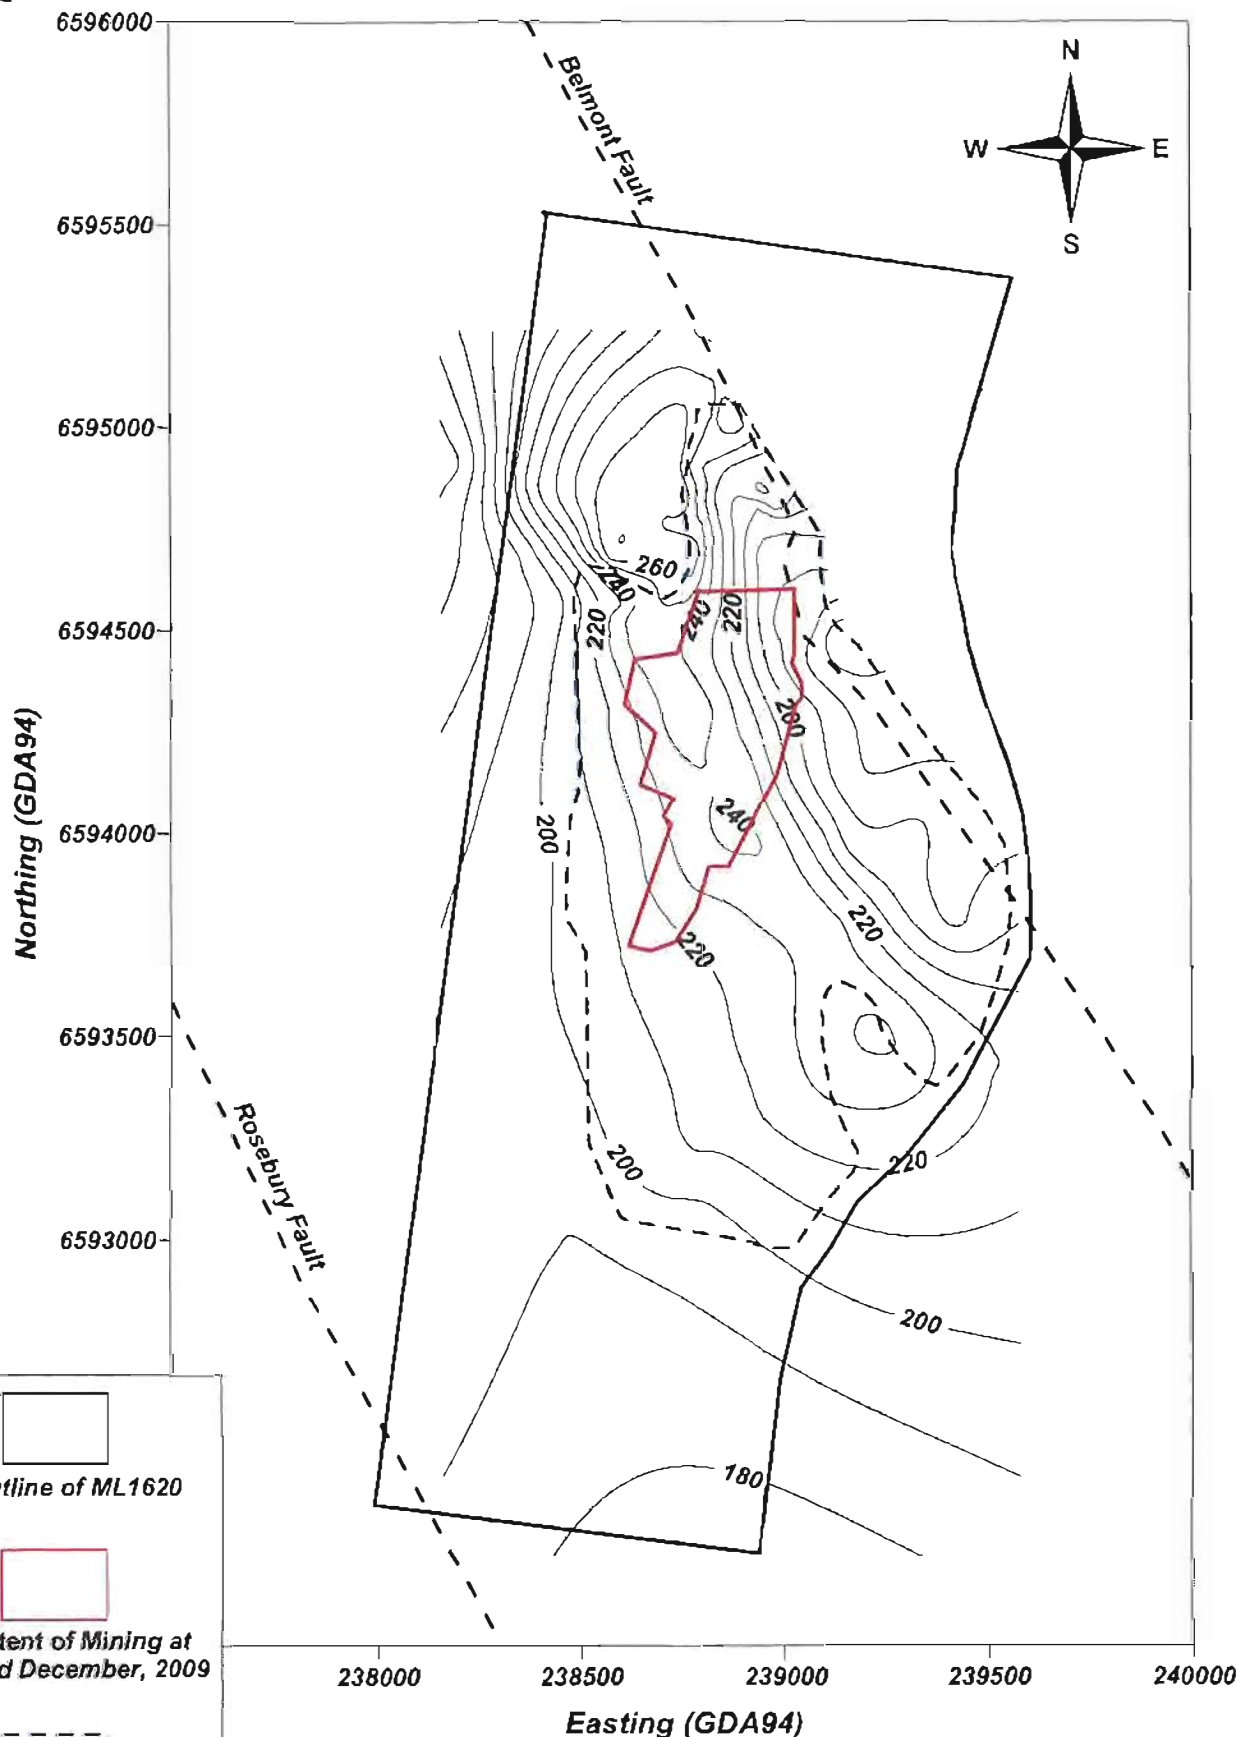 6596000
N
Belmont Fault
W
E
S
6595500
6595000
260
240
220
240
220
6594500
200
Northing (GDA94)
240
6594000
200
220
220
6593500
Rosebury Fault
200
220
6593000
200
180
tline of ML1620
tent of Mining at
d December, 2009
238000
238500
239000
239500
240000
Easting (GDA94)